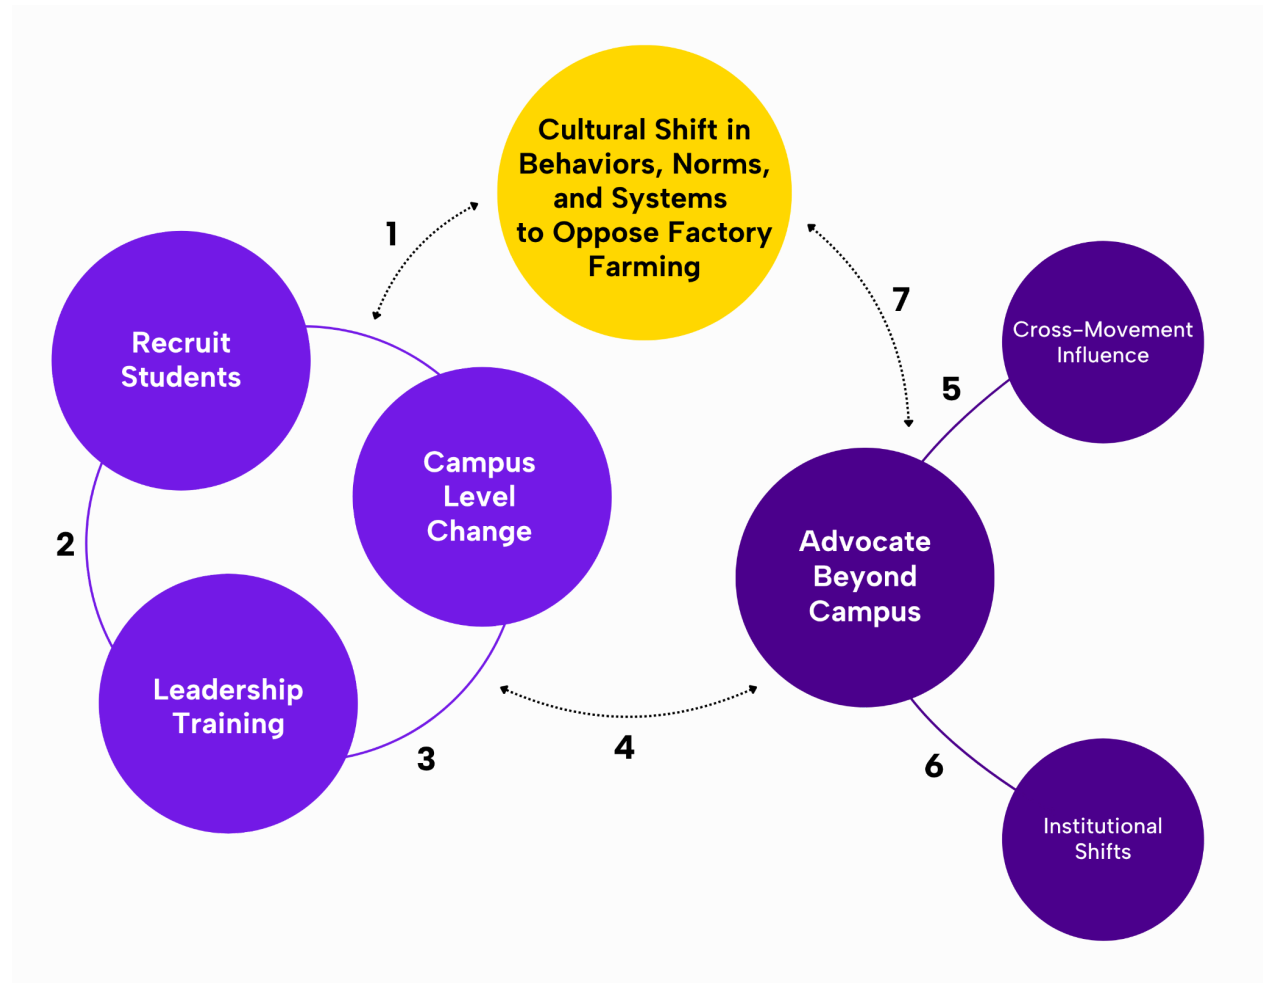 Cultural Shift in
Behaviors, Norms,
and Systems
to Oppose Factory
Farming
1
7
Recruit
Students
Cross-Movement
Influence
5
Campus
Level
Change
2
Advocate
Beyond
Campus
Leadership
Training
3
4
6
Institutional
Shifts